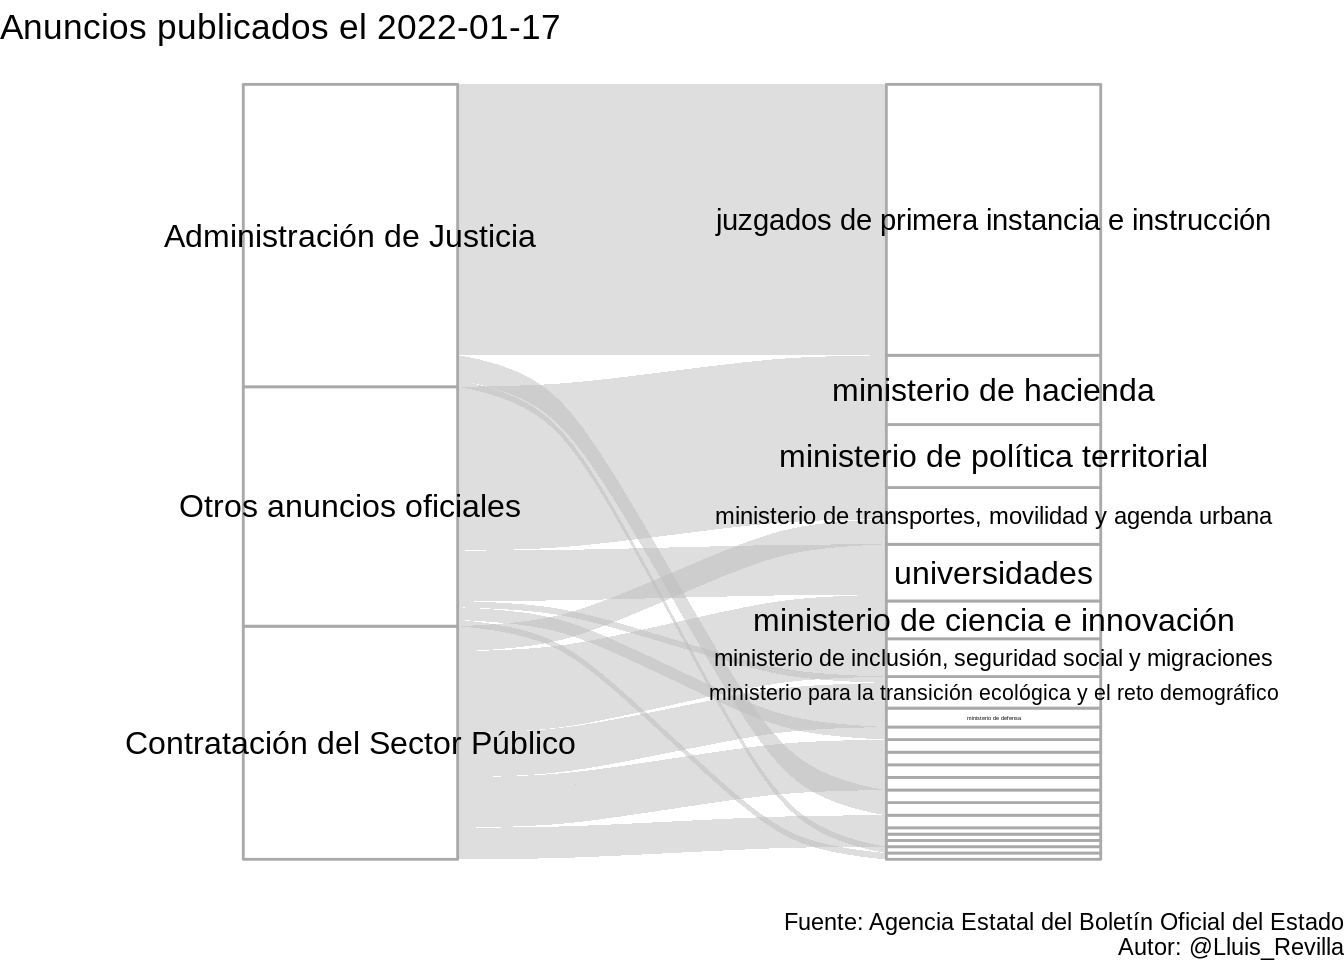 Anuncios publicados el 2022-01-17
Administración de Justicia
Otros anuncios oficiales
Contratación del Sector Público
juzgados de primera instancia e instrucción
ministerio de hacienda
ministerio de política territorial
ministerio de transportes, movilidad y agenda urbana
universidades
ministerio de ciencia e innovación
ministerio de inclusión, seguridad social y migraciones
ministerio para la transición ecológica y el reto demográfico
ministerio de defensa
Fuente: Agencia Estatal del Boletín Oficial del Estado
Autor: @Lluis_Revilla